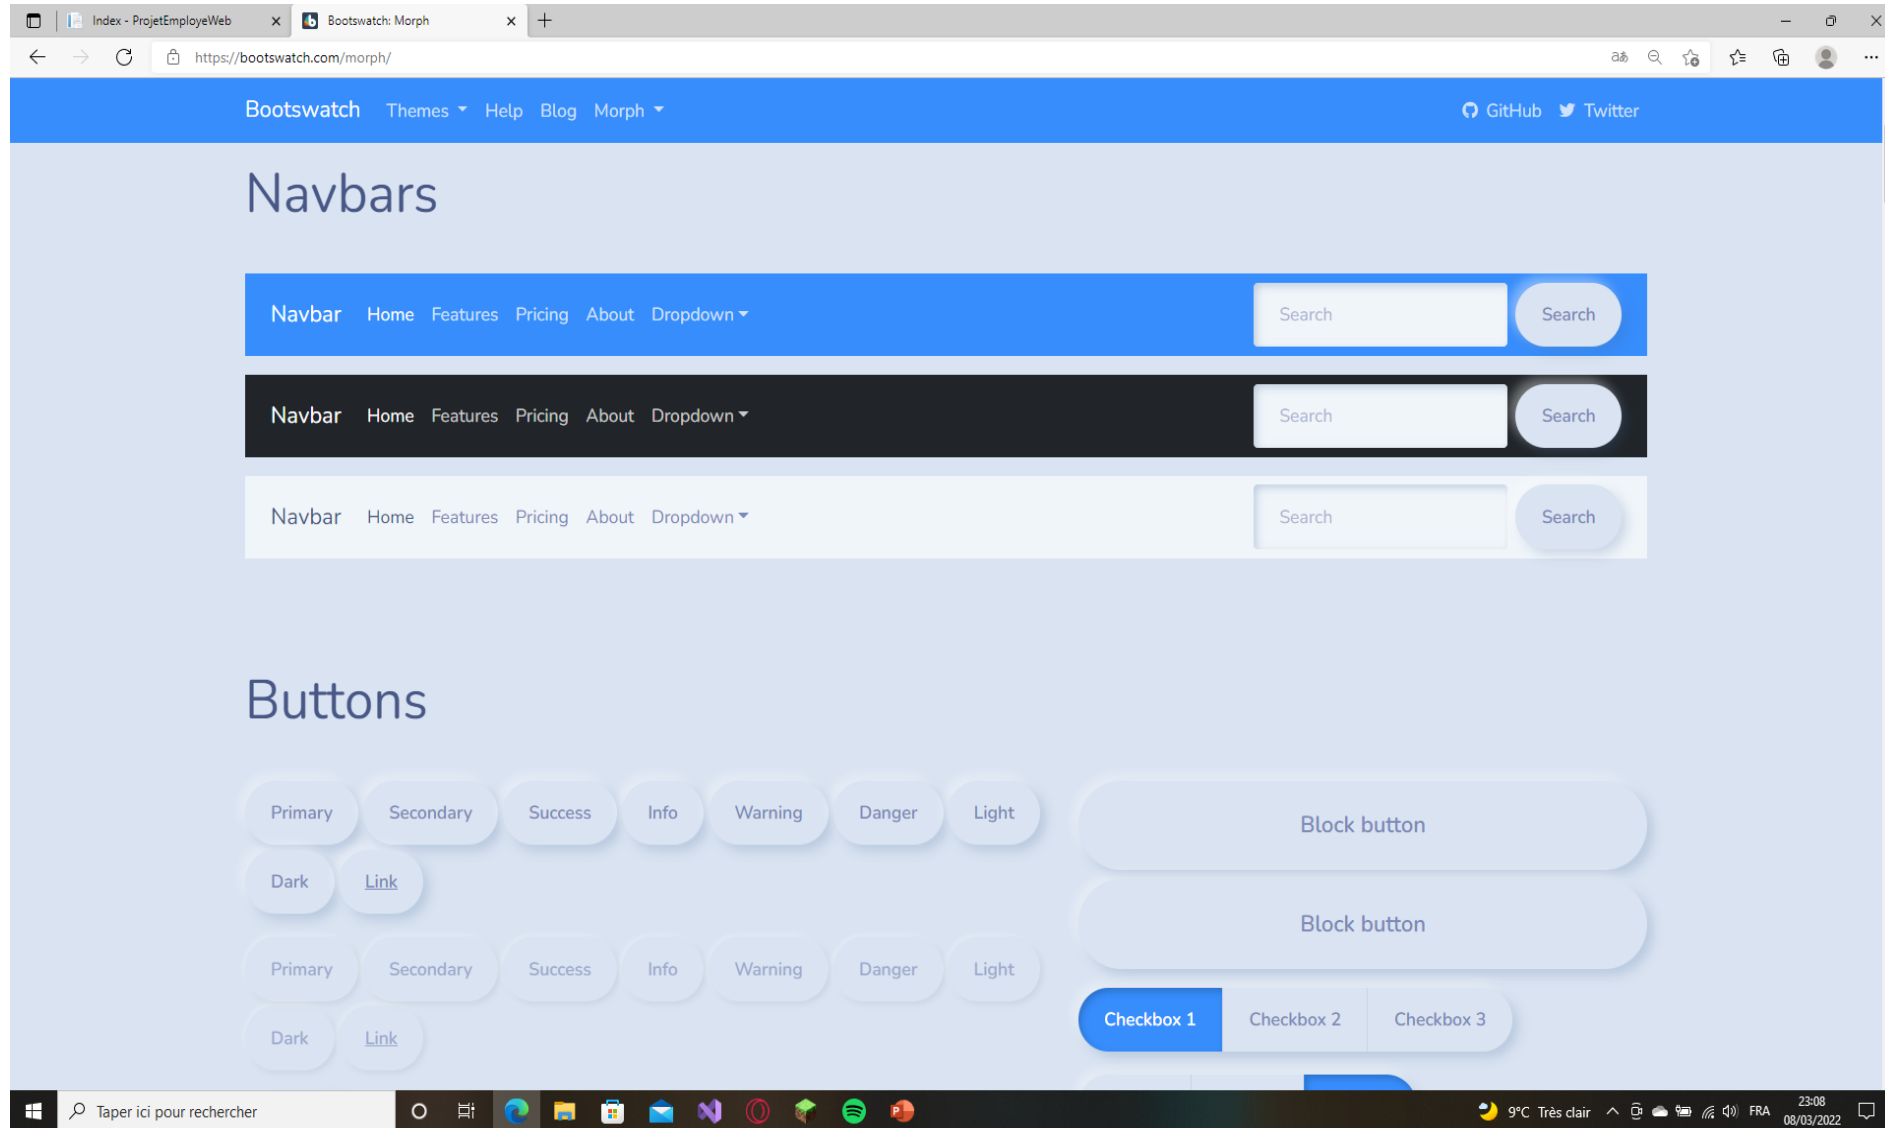 Index - ProjetEmployeWeb
Bootswatch: Morph
https://bootswatch.com/morph/
Bootswatch Themes Help Blog Morph GitHub Twitter
Navbars
Navbar Home Features Pricing About Dropdown Search Search
Navbar Home Features Pricing About Dropdown Search Search
Navbar Home Features Pricing About Dropdown Search Search
Buttons
Primary Secondary Success Info Warning Danger Light
Dark Link
Primary Secondary Success Info Warning Danger Light
Dark Link
Block button
Block button
Checkbox 1 Checkbox 2 Checkbox 3
Taper ici pour rechercher
9°C Très clair
FRA
23:08
08/03/2022